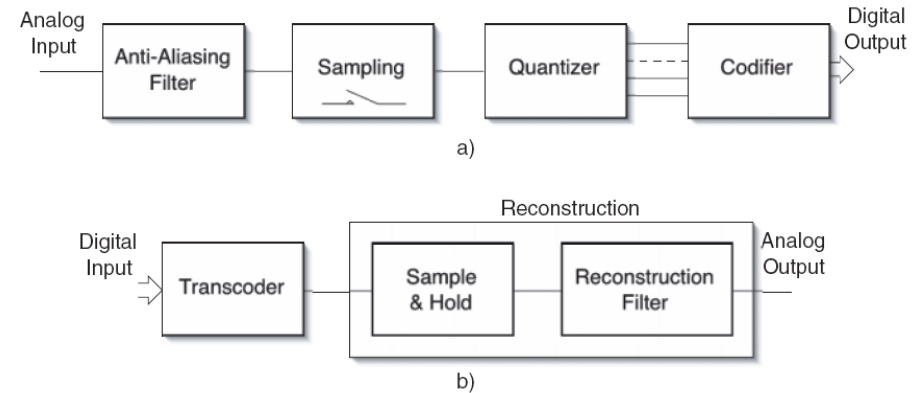 Analog
Input
Anti-Aliasing
Filter
Sampling
Quantizer
Codifier
Digital
Output
a)
Reconstruction
Digital
Input
Transcoder
Sample
& Hold
Reconstruction
Filter
Analog
Output
b)